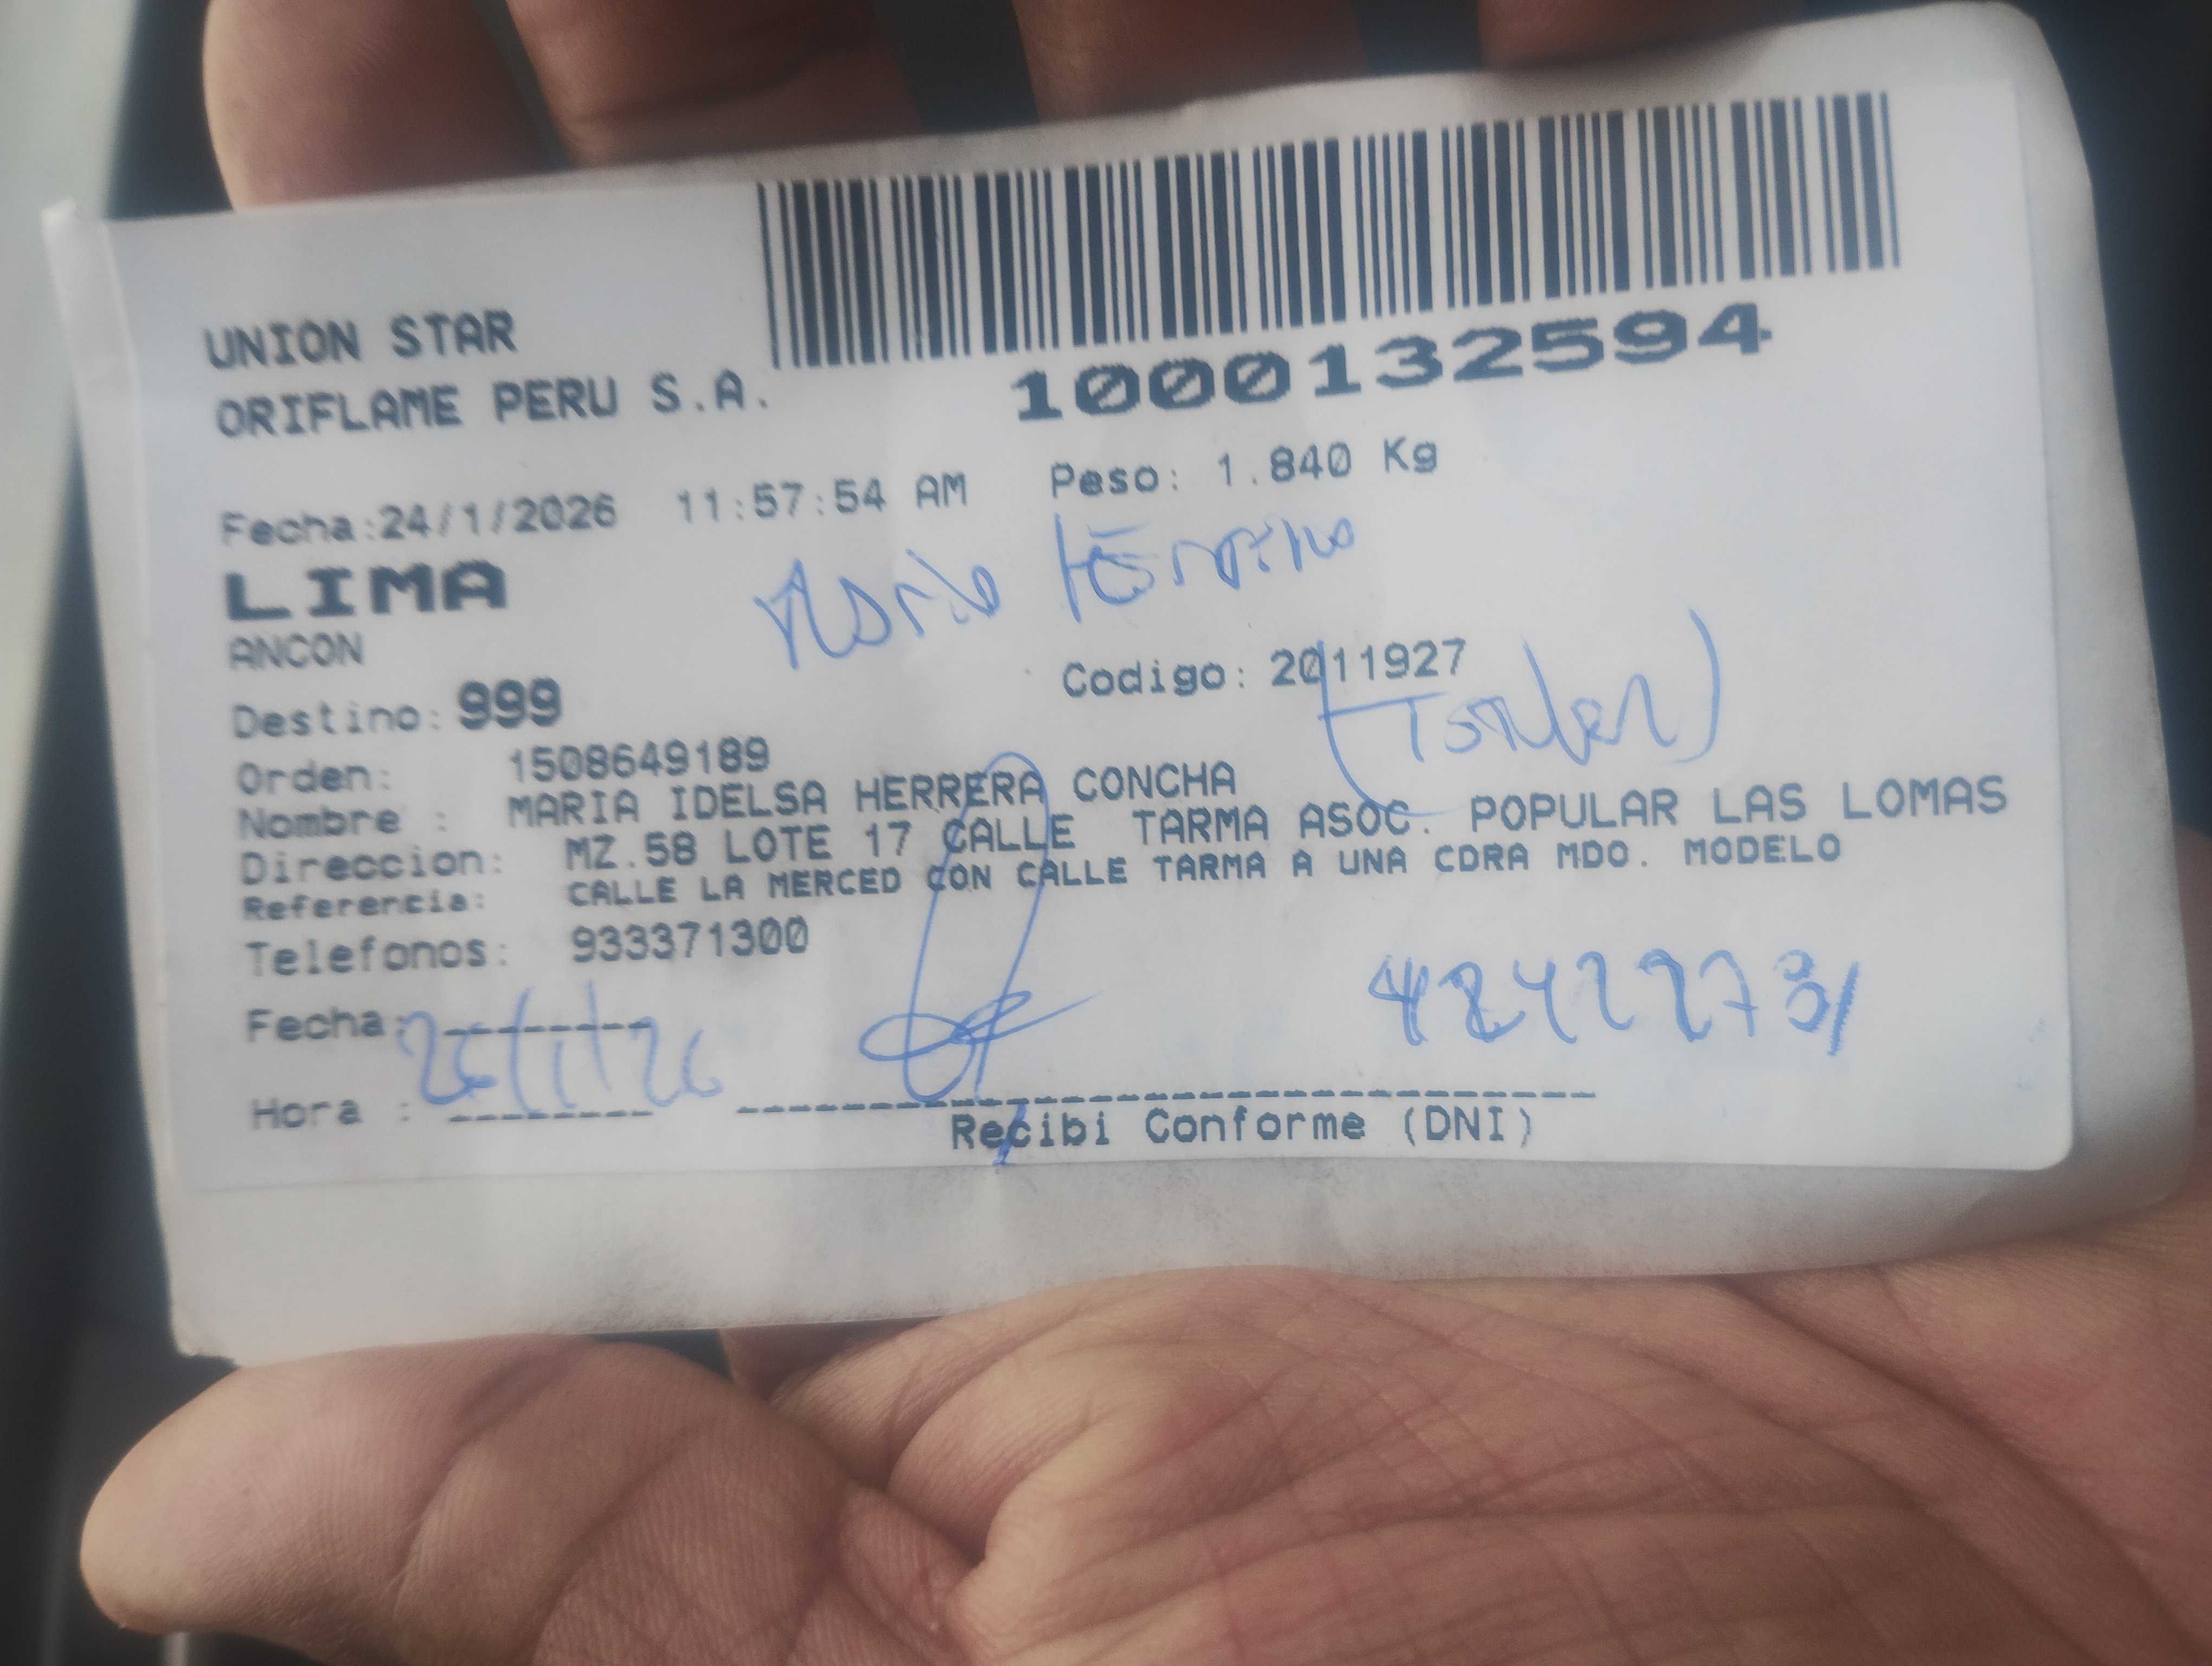 UNION STAR
ORIFLAME PERU S.A.
1000132594
Fecha:24/1/2026 11:57:54 AM Peso: 1.840 Kg
LIMA
ANCON
Destino: 999 Codigo: 2011927
Orden: 1508649189
Nombre : MARIA IDELSA HERRERA CONCHA
Direccion: MZ.58 LOTE 17 CALLE TARMA ASOC. POPULAR LAS LOMAS
Referencia: CALLE LA MERCED CON CALLE TARMA A UNA CDRA MDO. MODELO
Telefonos: 933371300
Fecha: 26/1/26
Hora :
Recibi Conforme (DNI)